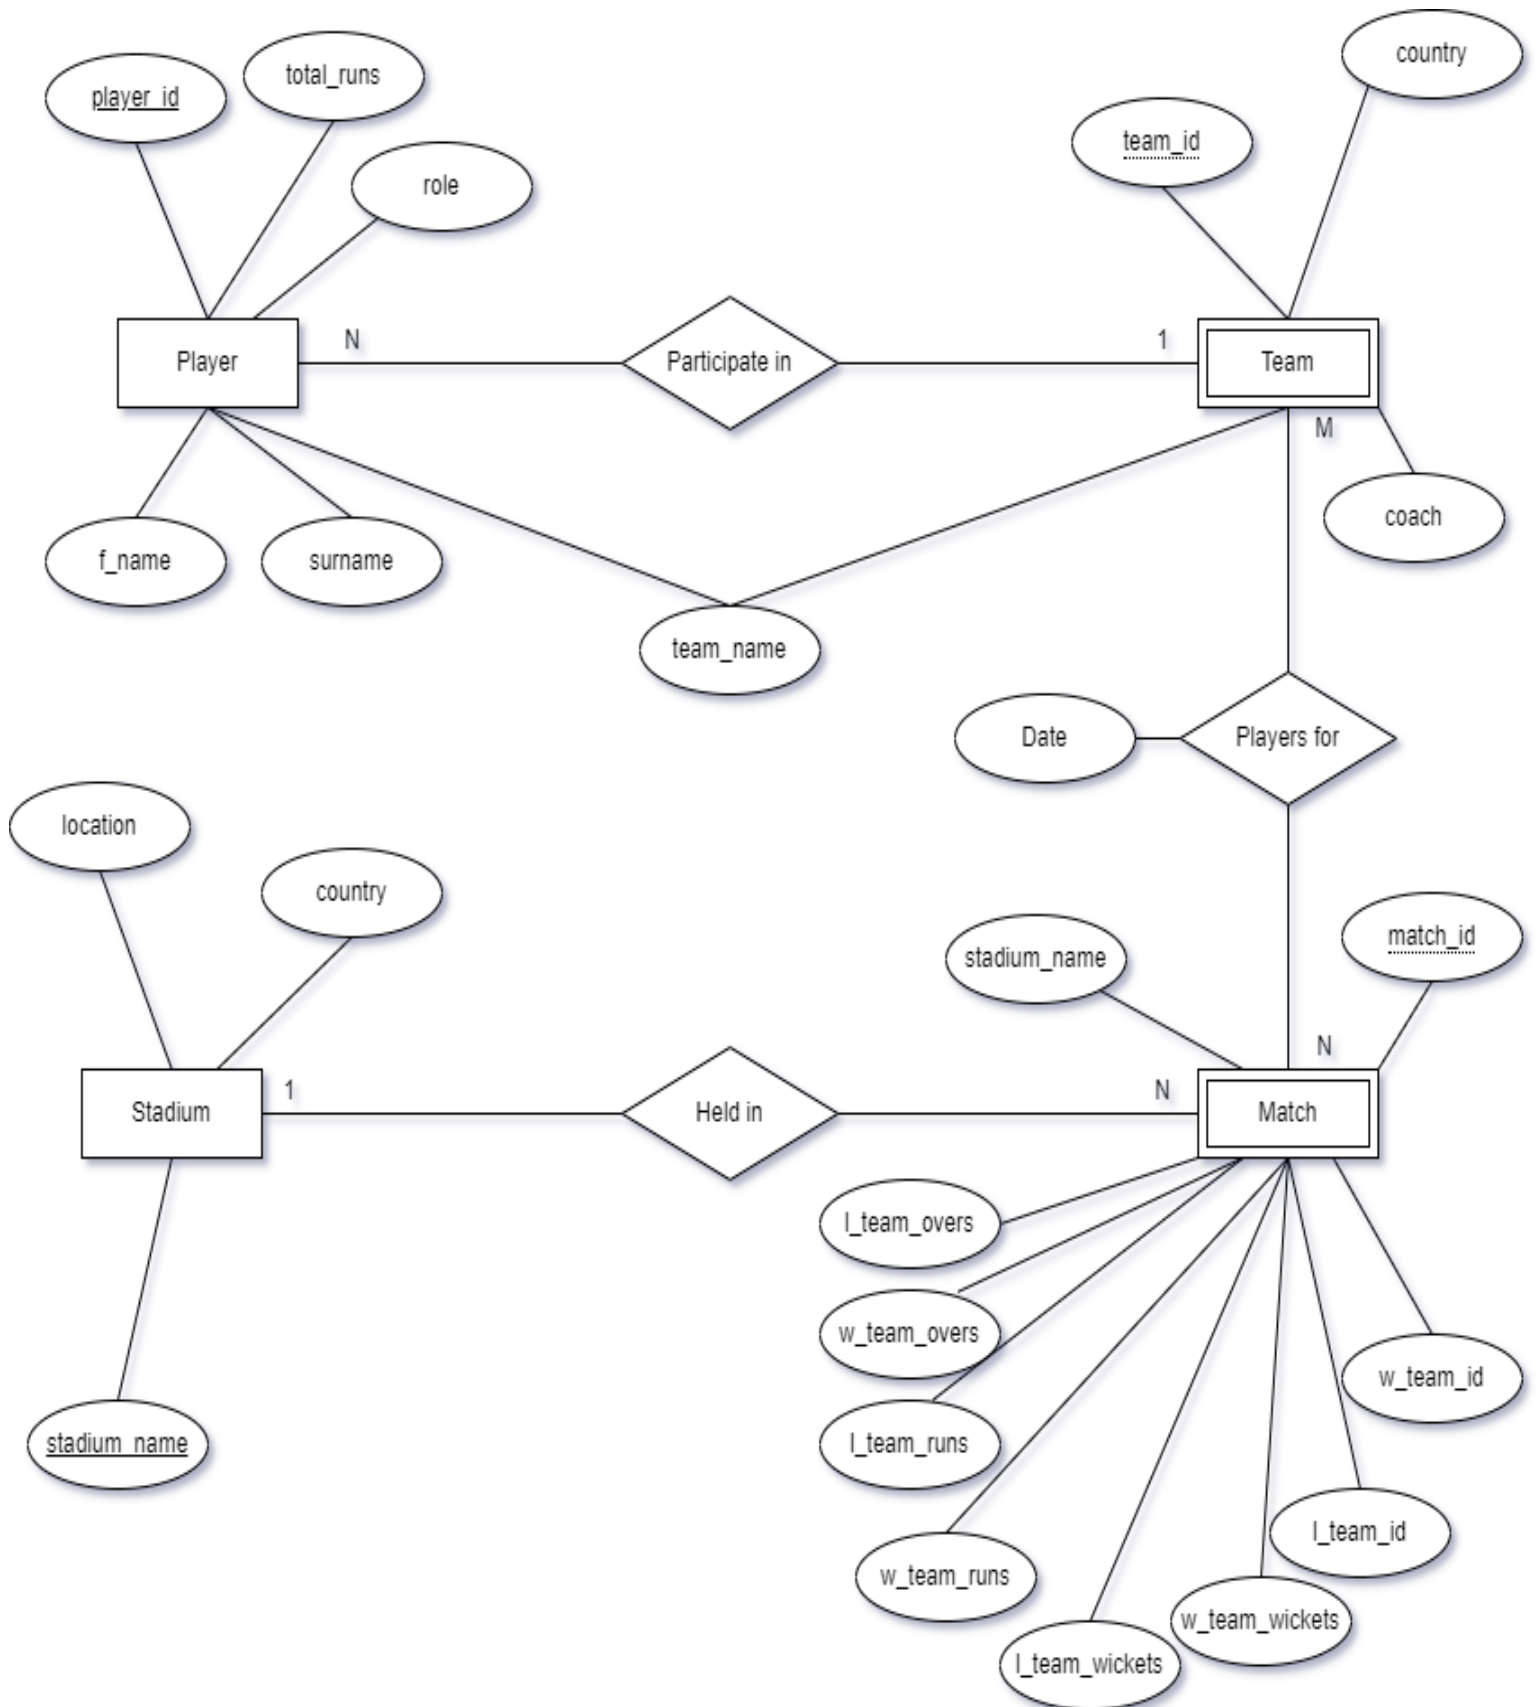 country
total_runs
player_id
team_id
role
N
1
Player
Participate in
Team
M
coach
f_name
surname
team_name
Date
Players for
location
country
match_id
stadium_name
N
1
N
Stadium
Held in
Match
l_team_overs
w_team_overs
w_team_id
stadium_name
l_team_runs
l_team_id
w_team_runs
w_team_wickets
l_team_wickets